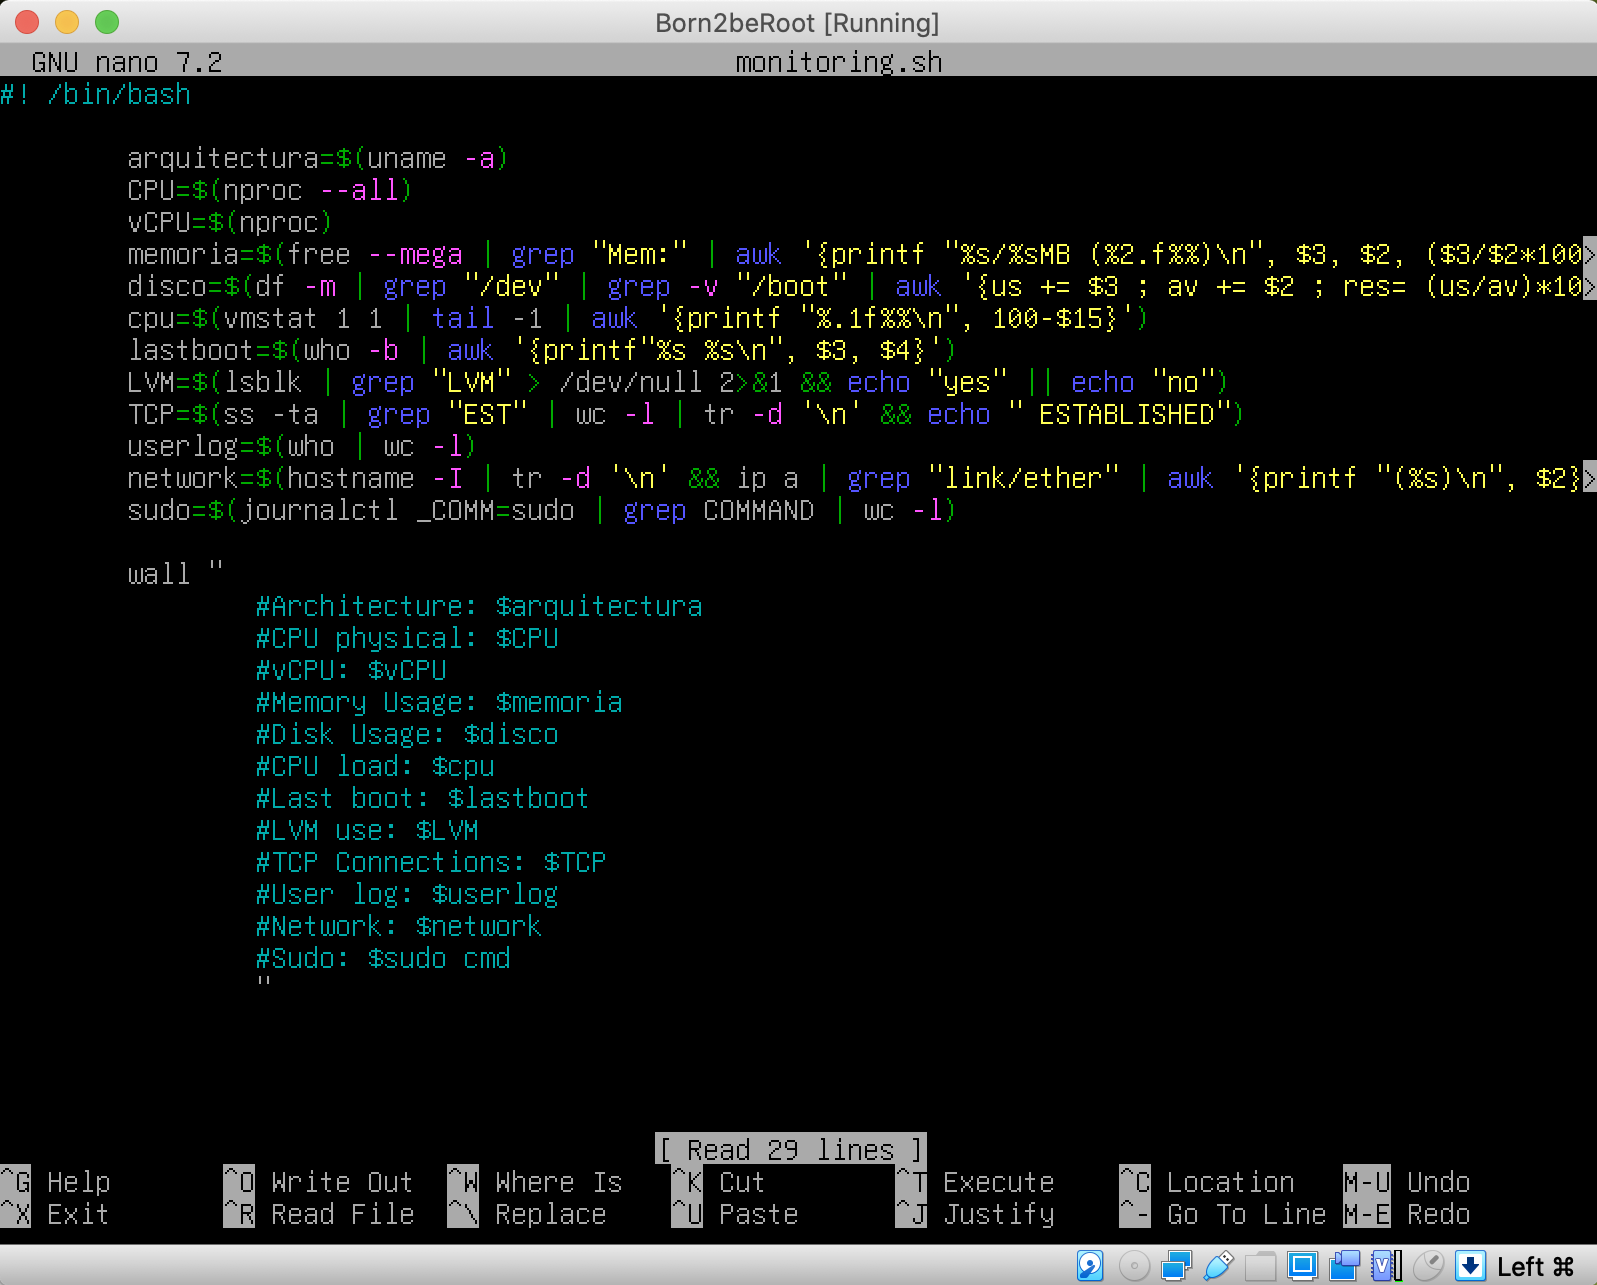 Born2beRoot [Running]
GNU nano 7.2 monitoring.sh
#! /bin/bash
arquitectura=$(uname -a)
CPU=$(nproc --all)
vCPU=$(nproc)
memoria=$(free --mega | grep "Mem:" | awk '{printf "%s/%sMB (%2.f%%)\n", $3, $2, ($3/$2*100>
disco=$(df -m | grep "/dev" | grep -v "/boot" | awk '{us += $3 ; av += $2 ; res= (us/av)*10>
cpu=$(vmstat 1 1 | tail -1 | awk '{printf "%.1f%%\n", 100-$15}')
lastboot=$(who -b | awk '{printf"%s %s\n", $3, $4}')
LVM=$(lsblk | grep "LVM" > /dev/null 2>&1 && echo "yes" || echo "no")
TCP=$(ss -ta | grep "EST" | wc -l | tr -d '\n' && echo " ESTABLISHED")
userlog=$(who | wc -l)
network=$(hostname -I | tr -d '\n' && ip a | grep "link/ether" | awk '{printf "(%s)\n", $2}>
sudo=$(journalctl _COMM=sudo | grep COMMAND | wc -l)
wall "
#Architecture: $arquitectura
#CPU physical: $CPU
#vCPU: $vCPU
#Memory Usage: $memoria
#Disk Usage: $disco
#CPU load: $cpu
#Last boot: $lastboot
#LVM use: $LVM
#TCP Connections: $TCP
#User log: $userlog
#Network: $network
#Sudo: $sudo cmd
"
[ Read 29 lines ]
^G Help ^O Write Out ^W Where Is ^K Cut ^T Execute ^C Location M-U Undo
^X Exit ^R Read File ^\ Replace ^U Paste ^J Justify ^- Go To Line M-E Redo
Left ⌘